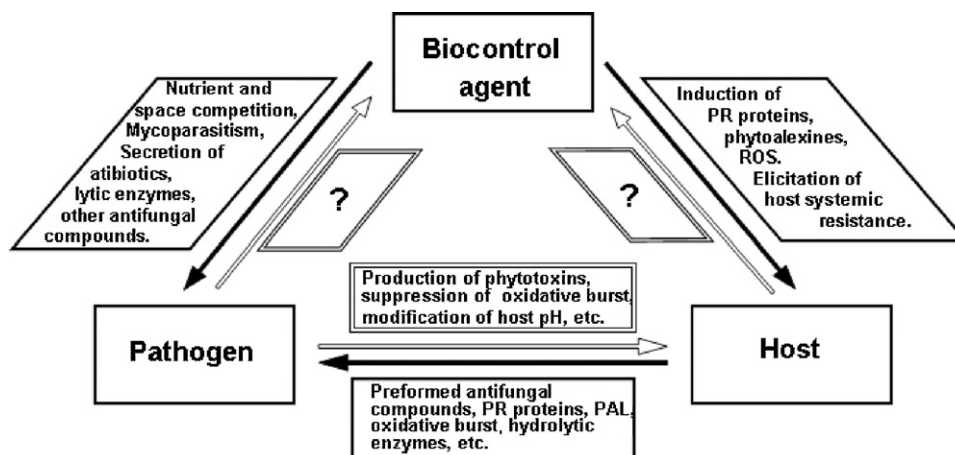 Biocontrol
agent
Nutrient and
space competition,
Mycoparasitism,
Secretion of
atibiotics,
lytic enzymes,
other antifungal
compounds.
Induction of
PR proteins,
phytoalexines,
ROS.
Elicitation of
host systemic
resistance.
?
?
Production of phytotoxins,
suppression of oxidative burst,
modification of host pH, etc.
Pathogen
Host
Preformed antifungal
compounds, PR proteins, PAL,
oxidative burst, hydrolytic
enzymes, etc.